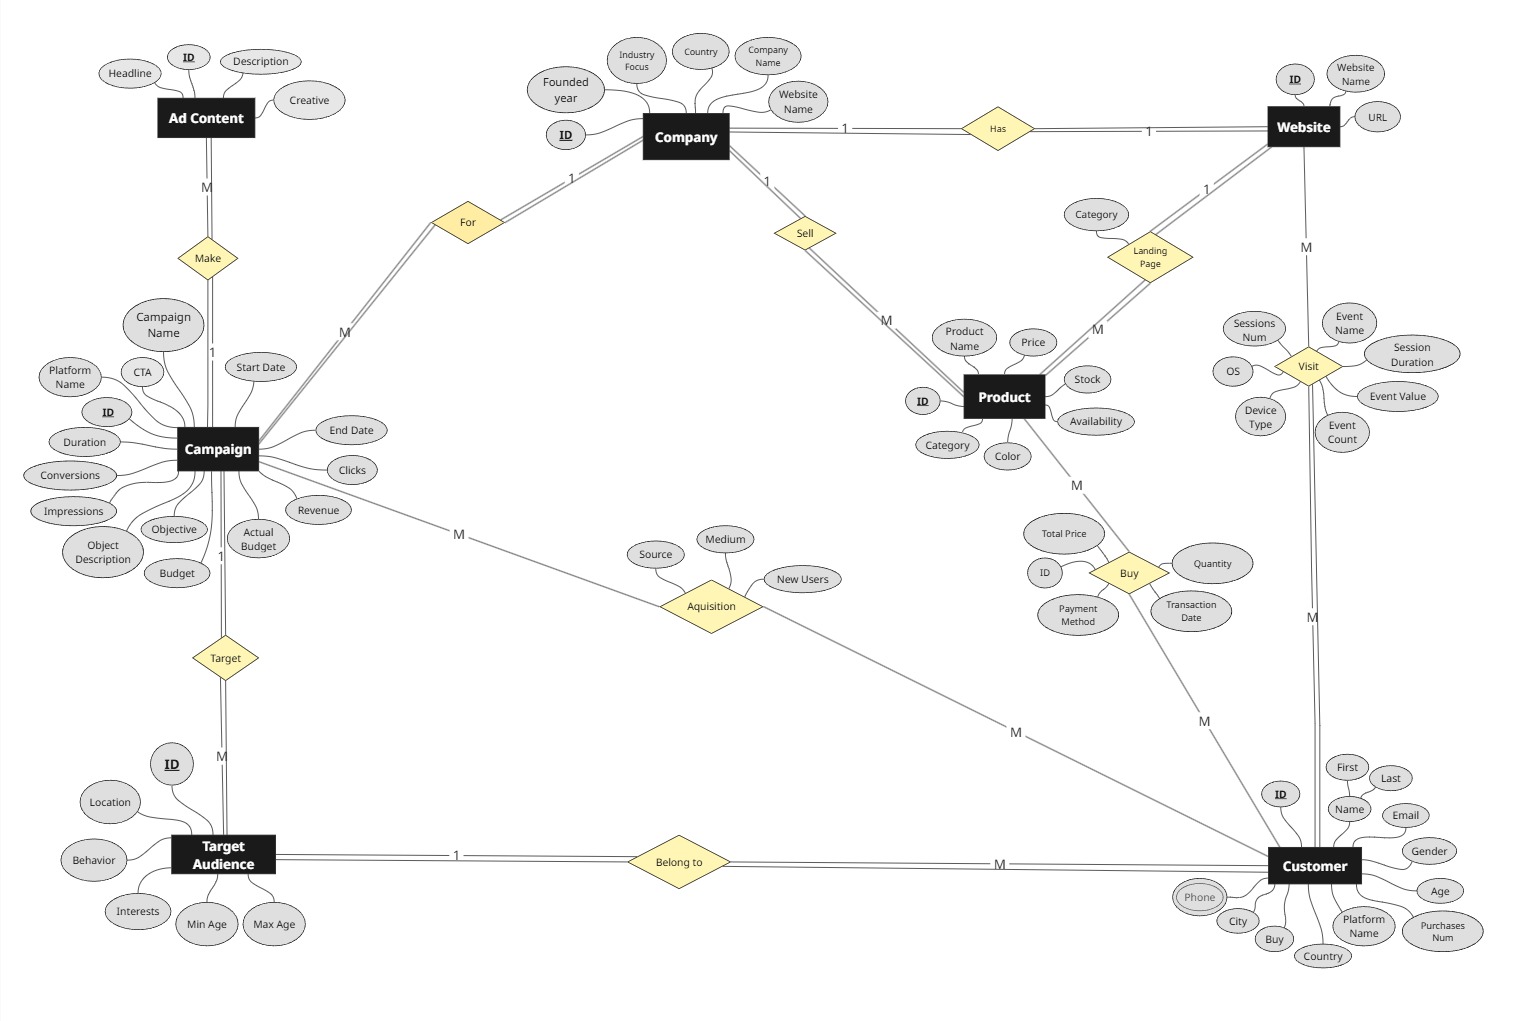 ID
Headline
Description
Creative
Ad Content
Industry
Focus
Country
Company
Name
Founded
year
Website
Name
ID
Company
1
Has
1
ID
Website
Name
URL
Website
M
1
For
1
Sell
1
Category
Landing
Page
M
Make
M
M
M
Campaign
Name
1
Platform
Name
CTA
Start Date
ID
Duration
Conversions
Impressions
Object
Description
Objective
Budget
Actual
Budget
Revenue
Clicks
End Date
Campaign
Product
Name
Price
Stock
Availability
ID
Category
Color
Product
Sessions
Num
Event
Name
Session
Duration
OS
Visit
Event Value
Device
Type
Event
Count
M
M
Source
Medium
New Users
Aquisition
Total Price
ID
Buy
Quantity
Payment
Method
Transaction
Date
1
Target
M
M
M
M
ID
Location
Behavior
Interests
Min Age
Max Age
Target
Audience
1
Belong to
M
First
Last
ID
Name
Email
Gender
Age
Customer
Phone
City
Buy
Country
Platform
Name
Purchases
Num